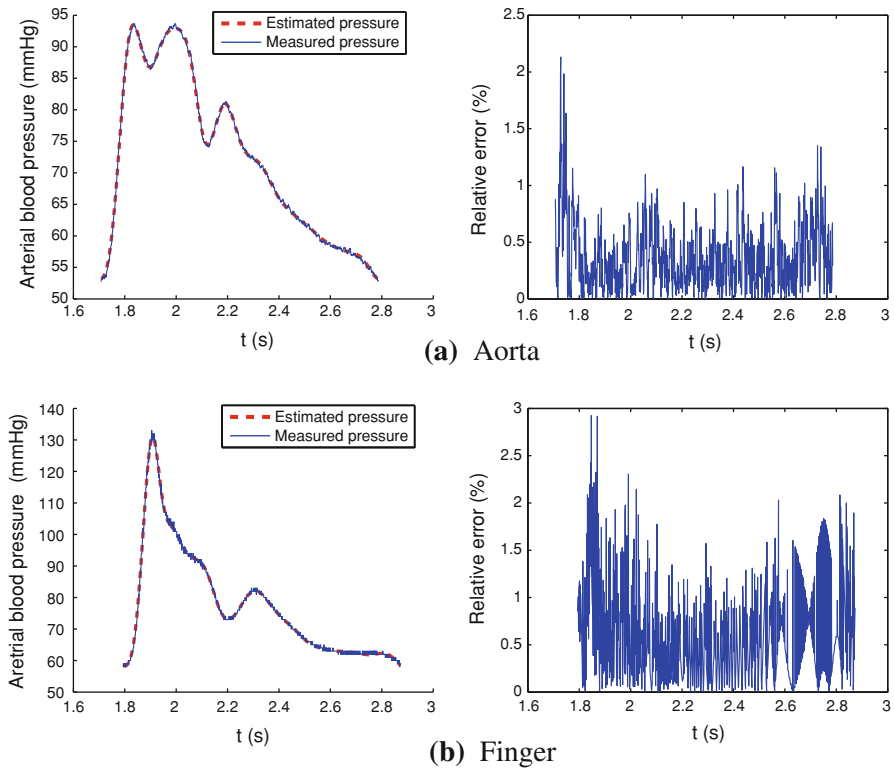 Arterial blood pressure (mmHg)
95
90
85
80
75
70
65
60
55
50
1.6 1.8 2 2.2 2.4 2.6 2.8 3
t (s)
Estimated pressure
Measured pressure
Relative error (%)
2.5
2
1.5
1
0.5
0
1.6 1.8 2 2.2 2.4 2.6 2.8 3
t (s)
(a) Aorta
Aretrial blood pressure (mmHg)
140
130
120
110
100
90
80
70
60
50
1.6 1.8 2 2.2 2.4 2.6 2.8 3
t (s)
Estimated pressure
Measured pressure
Relative error (%)
3
2.5
2
1.5
1
0.5
0
1.6 1.8 2 2.2 2.4 2.6 2.8 3
t (s)
(b) Finger